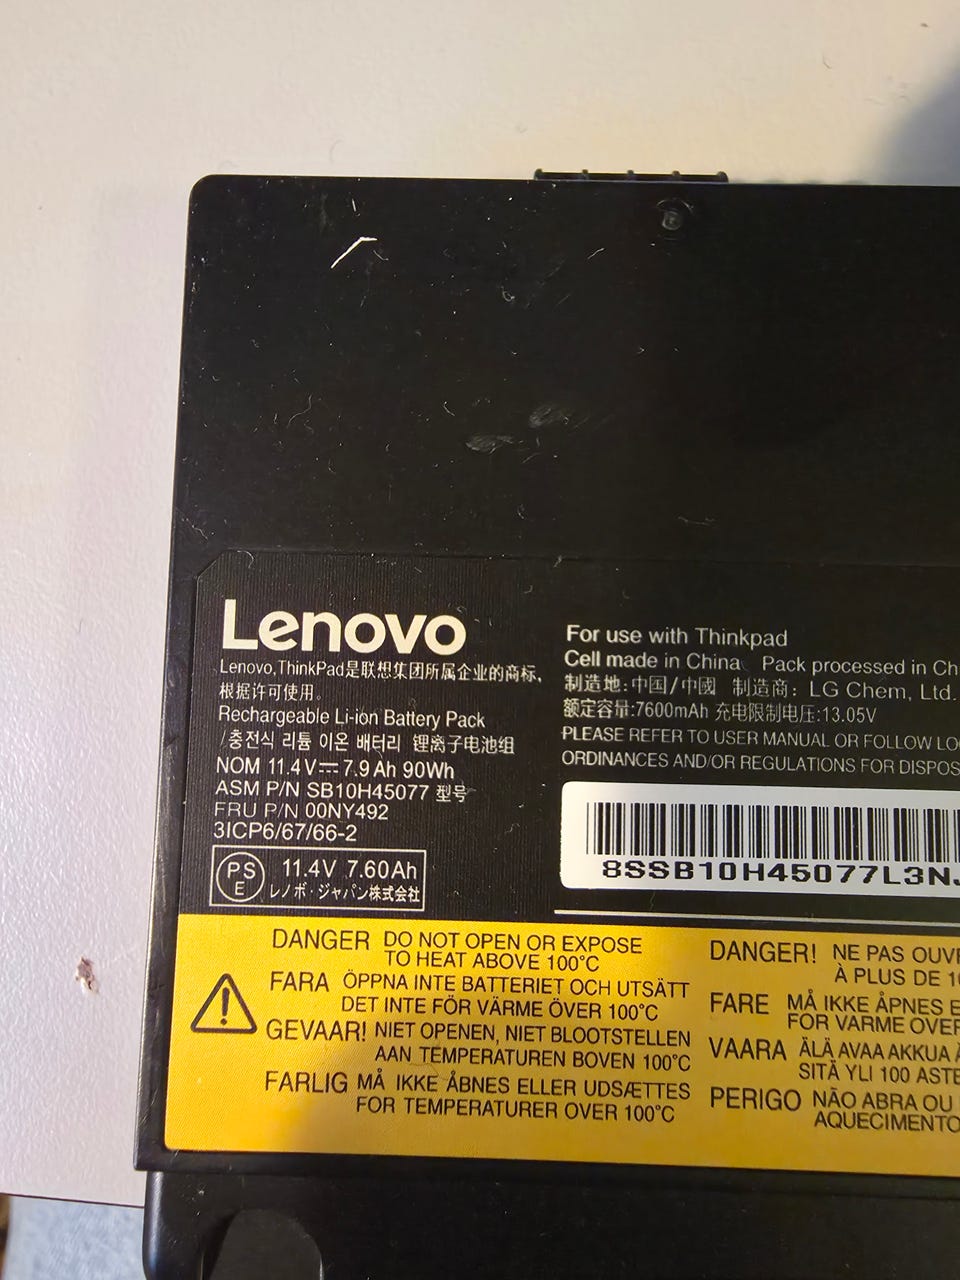 Lenovo
Lenovo,ThinkPad是联想集团所属企业的商标,
根据许可使用。
Rechargeable Li-ion Battery Pack
/충전식 리튬 이온 배터리 锂离子电池组
NOM 11.4V⎓7.9Ah 90Wh
ASM P/N SB10H45077 型号
FRU P/N 00NY492
3ICP6/67/66-2
PS
E
11.4V 7.60Ah
レノボ・ジャパン株式会社
For use with Thinkpad
Cell made in China Pack processed in Ch
制造地:中国/中國 制造商: LG Chem, Ltd.
额定容量:7600mAh 充电限制电压:13.05V
PLEASE REFER TO USER MANUAL OR FOLLOW LO
ORDINANCES AND/OR REGULATIONS FOR DISPOS
8SSB10H45077L3NJ
DANGER DO NOT OPEN OR EXPOSE
TO HEAT ABOVE 100°C
FARA ÖPPNA INTE BATTERIET OCH UTSÄTT
DET INTE FÖR VÄRME ÖVER 100°C
GEVAAR! NIET OPENEN, NIET BLOOTSTELLEN
AAN TEMPERATUREN BOVEN 100°C
FARLIG MÅ IKKE ÅBNES ELLER UDSÆTTES
FOR TEMPERATURER OVER 100°C
DANGER! NE PAS OUVR
À PLUS DE 10
FARE MÅ IKKE ÅPNES E
FOR VARME OVER
VAARA ÄLÄ AVAA AKKUA Ä
SITÄ YLI 100 ASTE
PERIGO NÃO ABRA OU
AQUECIMENTO